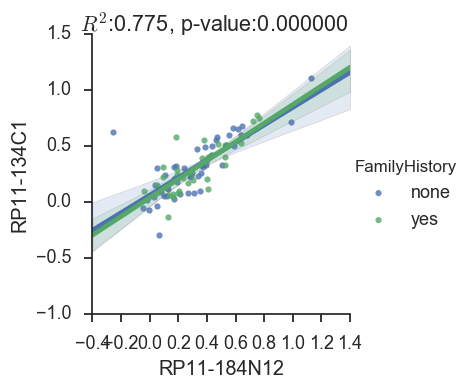 R²:0.775, p-value:0.000000
1.5
1.0
0.5
0.0
−0.5
−1.0
RP11-134C1
FamilyHistory
none
yes
−0.4−0.20.0 0.2 0.4 0.6 0.8 1.0 1.2 1.4
RP11-184N12